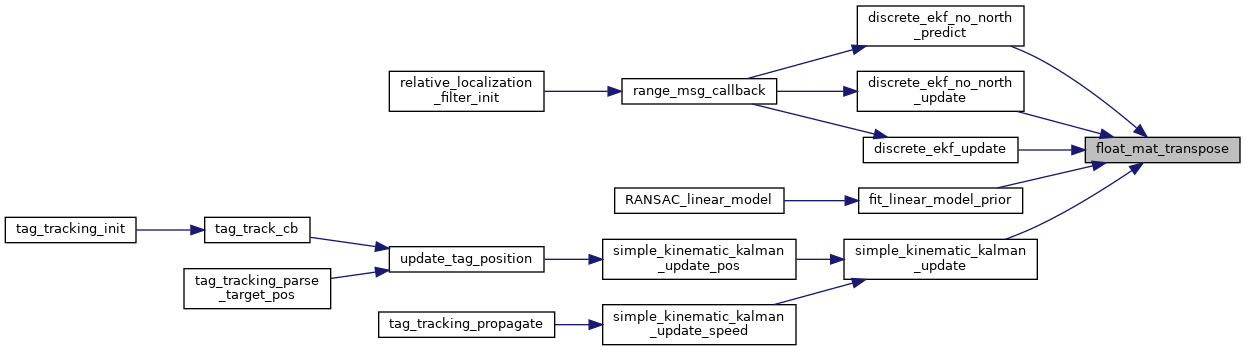 discrete_ekf_no_north
_predict
relative_localization
_filter_init
range_msg_callback
discrete_ekf_no_north
_update
discrete_ekf_update
float_mat_transpose
RANSAC_linear_model
fit_linear_model_prior
tag_tracking_init
tag_track_cb
update_tag_position
simple_kinematic_kalman
_update_pos
simple_kinematic_kalman
_update
tag_tracking_parse
_target_pos
tag_tracking_propagate
simple_kinematic_kalman
_update_speed